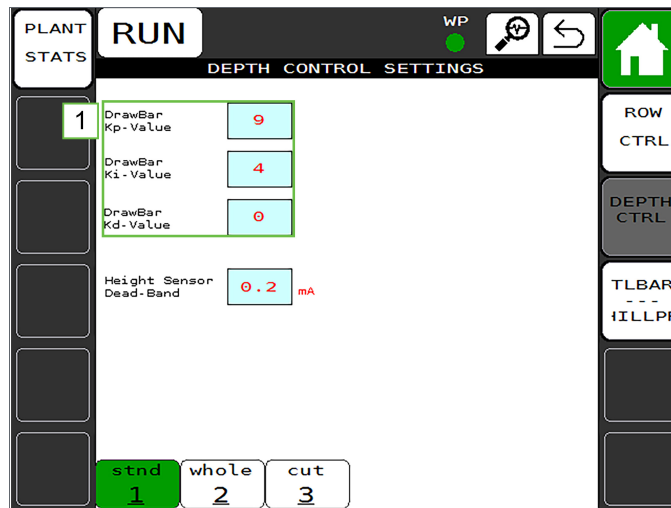 PLANT
STATS
RUN
WP
DEPTH CONTROL SETTINGS
1
DrawBar
Kp-Value
9
DrawBar
Ki-Value
4
DrawBar
Kd-Value
0
Height Sensor
Dead-Band
0.2 mA
ROW
CTRL
DEPTH
CTRL
TLBAR
---
HILLP
stnd
1
whole
2
cut
3